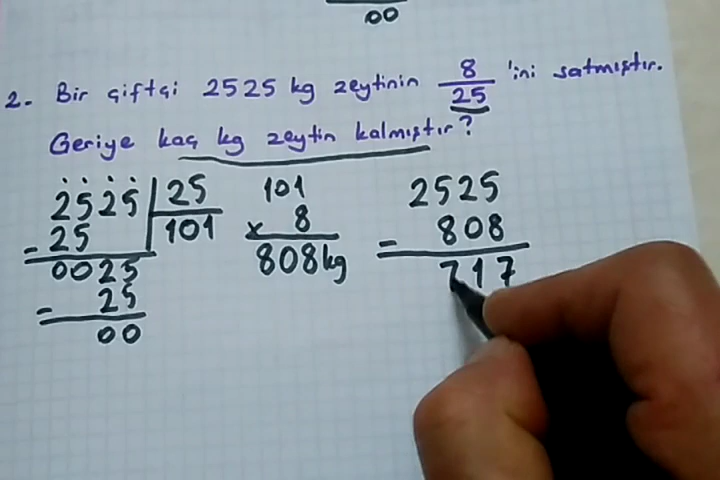 00
2- Bir çiftçi 2525 kg zeytinin 8/25 'ini satmıştır.
Geriye kaç kg zeytin kalmıştır?
2525 | 25
- 25
101
0025
- 25
00
101
x 8
808kg
2525
- 808
717